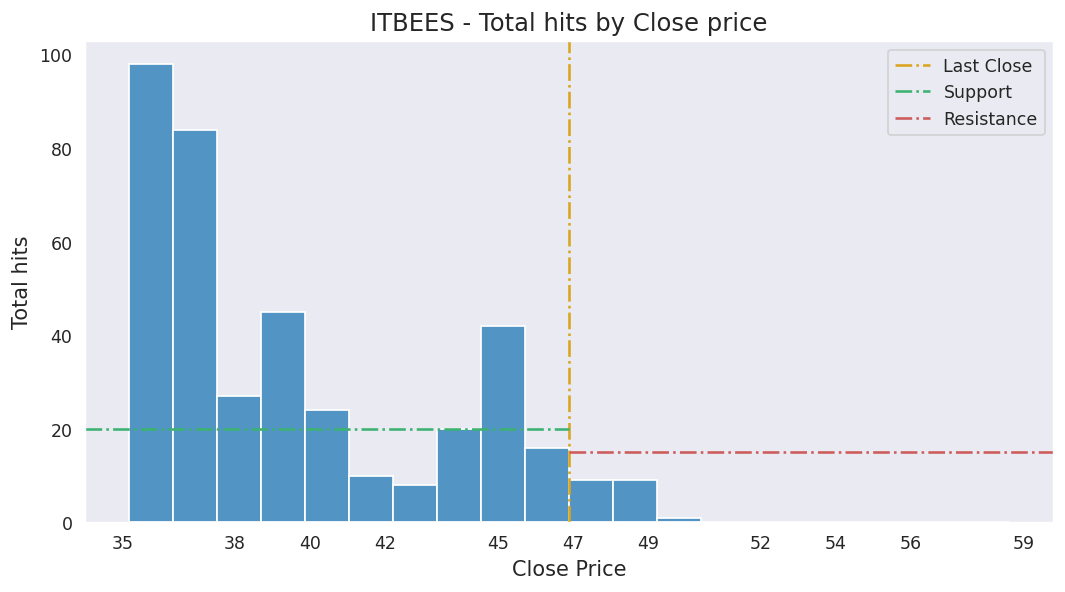 ITBEES - Total hits by Close price
100
80
60
40
20
0
Total hits
Last Close
Support
Resistance
35 38 40 42 45 47 49 52 54 56 59
Close Price